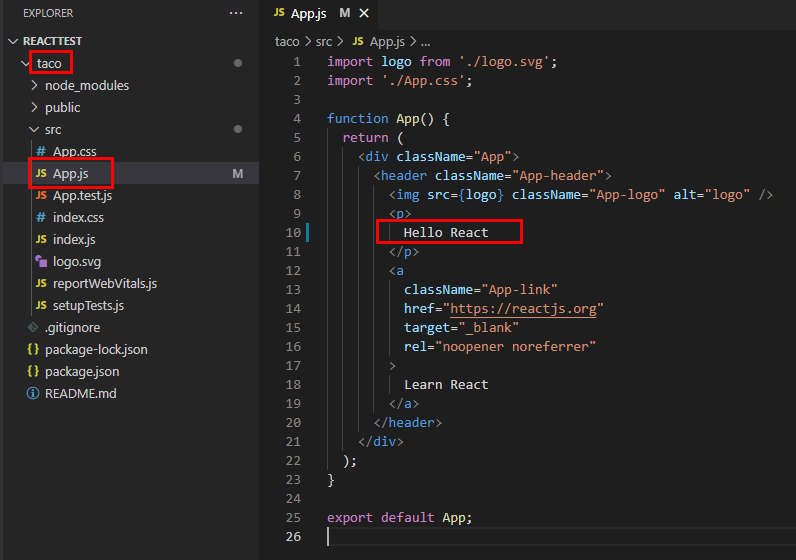 EXPLORER ...
REACTTEST
taco
node_modules
public
src
# App.css
JS App.js M
JS App.test.js
# index.css
JS index.js
logo.svg
JS reportWebVitals.js
JS setupTests.js
.gitignore
{} package-lock.json
{} package.json
README.md
JS App.js M ×
taco > src > JS App.js > ...
1 import logo from './logo.svg';
2 import './App.css';
3
4 function App() {
5 return (
6 <div className="App">
7 <header className="App-header">
8 <img src={logo} className="App-logo" alt="logo" />
9 <p>
10 Hello React
11 </p>
12 <a
13 className="App-link"
14 href="https://reactjs.org"
15 target="_blank"
16 rel="noopener noreferrer"
17 >
18 Learn React
19 </a>
20 </header>
21 </div>
22 );
23 }
24
25 export default App;
26